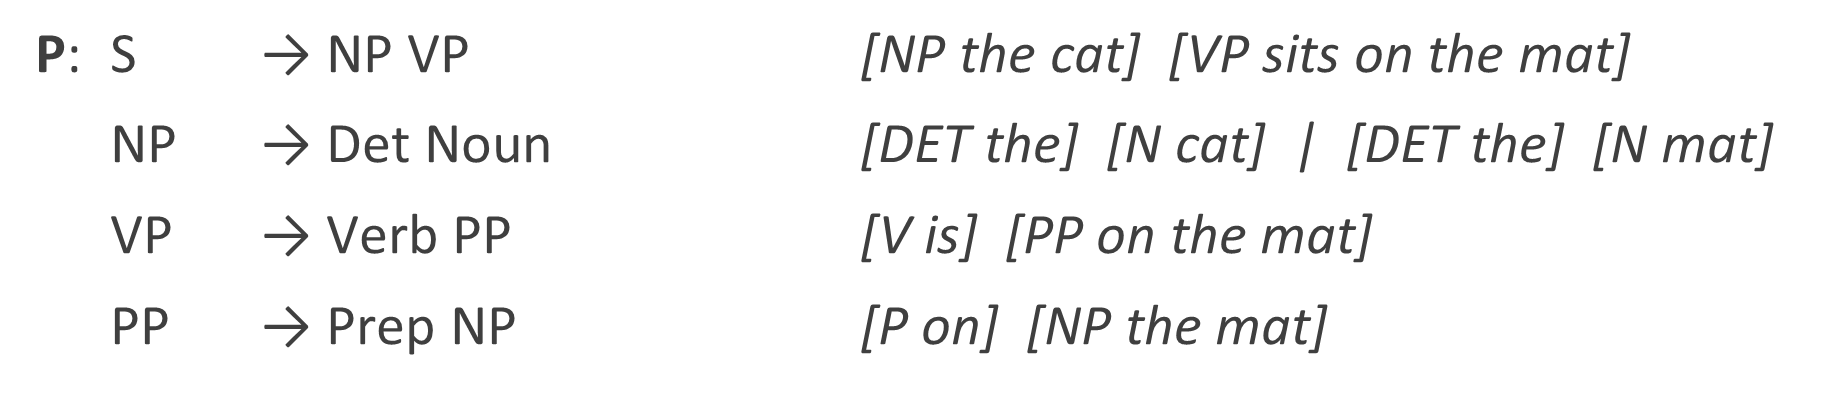 P: S → NP VP [NP the cat] [VP sits on the mat]
NP → Det Noun [DET the] [N cat] | [DET the] [N mat]
VP → Verb PP [V is] [PP on the mat]
PP → Prep NP [P on] [NP the mat]